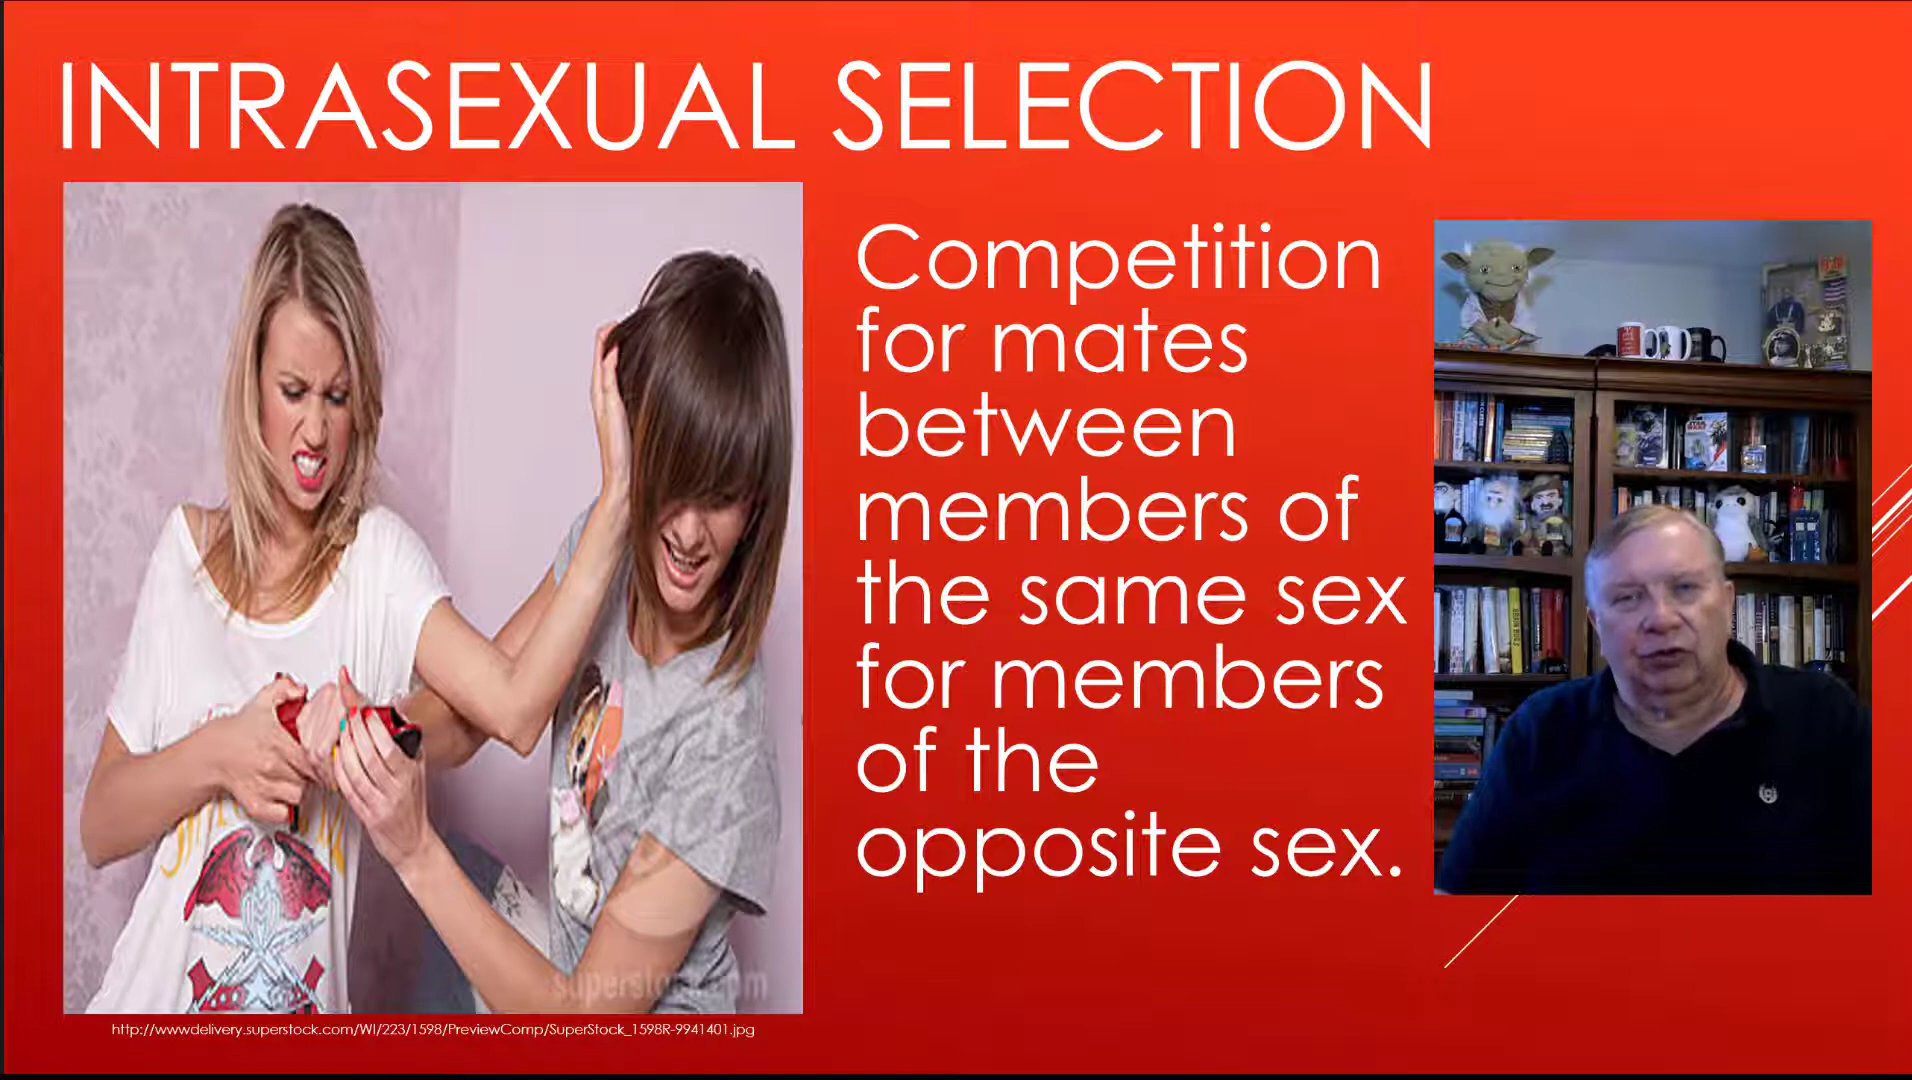 INTRASEXUAL SELECTION
Competition
for mates
between
members of
the same sex
for members
of the
opposite sex.
http://wwwdelivery.superstock.com/WI/223/1598/PreviewComp/SuperStock_1598R-9941401.jpg